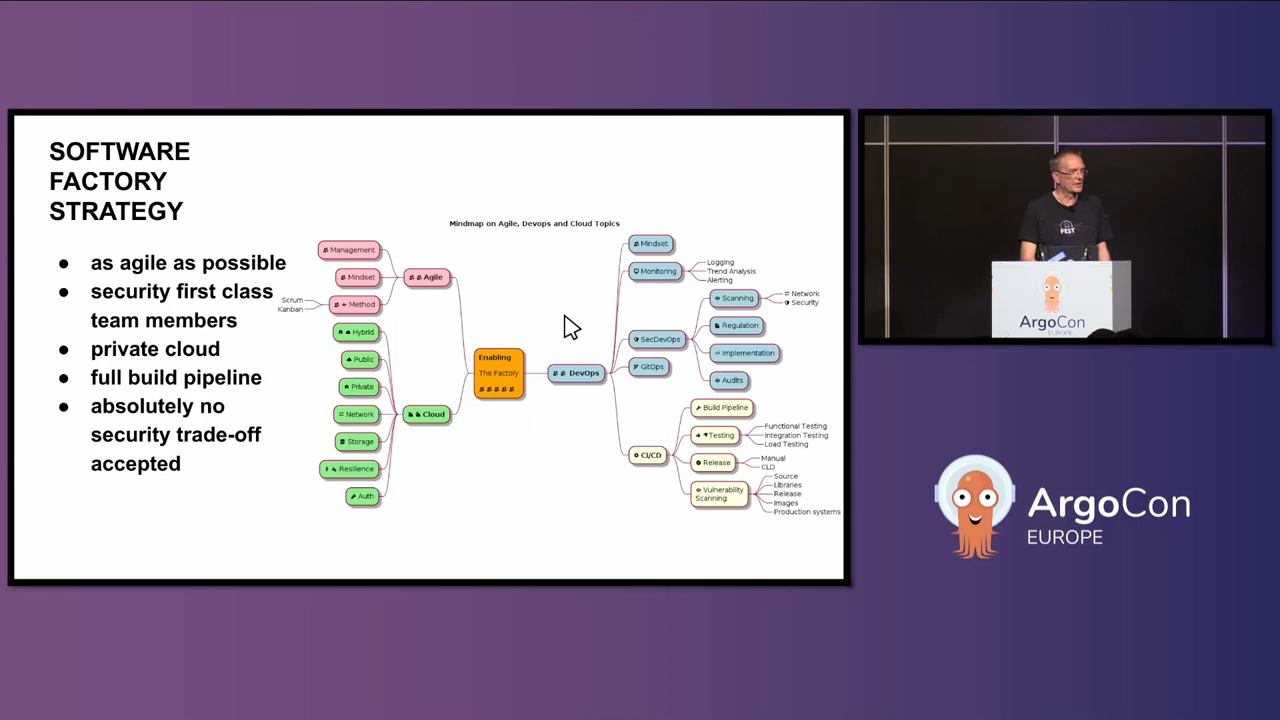 SOFTWARE
FACTORY
STRATEGY
● as agile as possible
● security first class
team members
● private cloud
● full build pipeline
● absolutely no
security trade-off
accepted
Mindmap on Agile, Devops and Cloud Topics
Management
Mindset
Method
Scrum
Kanban
Agile
Hybrid
Public
Private
Network
Storage
Resilience
Auth
Cloud
Enabling
The Factory
DevOps
Mindset
Monitoring
Logging
Trend Analysis
Alerting
SecDevOps
Scanning
Network
Security
Regulation
Implementation
Audits
GitOps
CI/CD
Build Pipeline
Testing
Functional Testing
Integration Testing
Load Testing
Release
Manual
CLD
Vulnerability
Scanning
Source
Libraries
Release
Images
Production systems
FEST
ArgoCon
EUROPE
ArgoCon
EUROPE